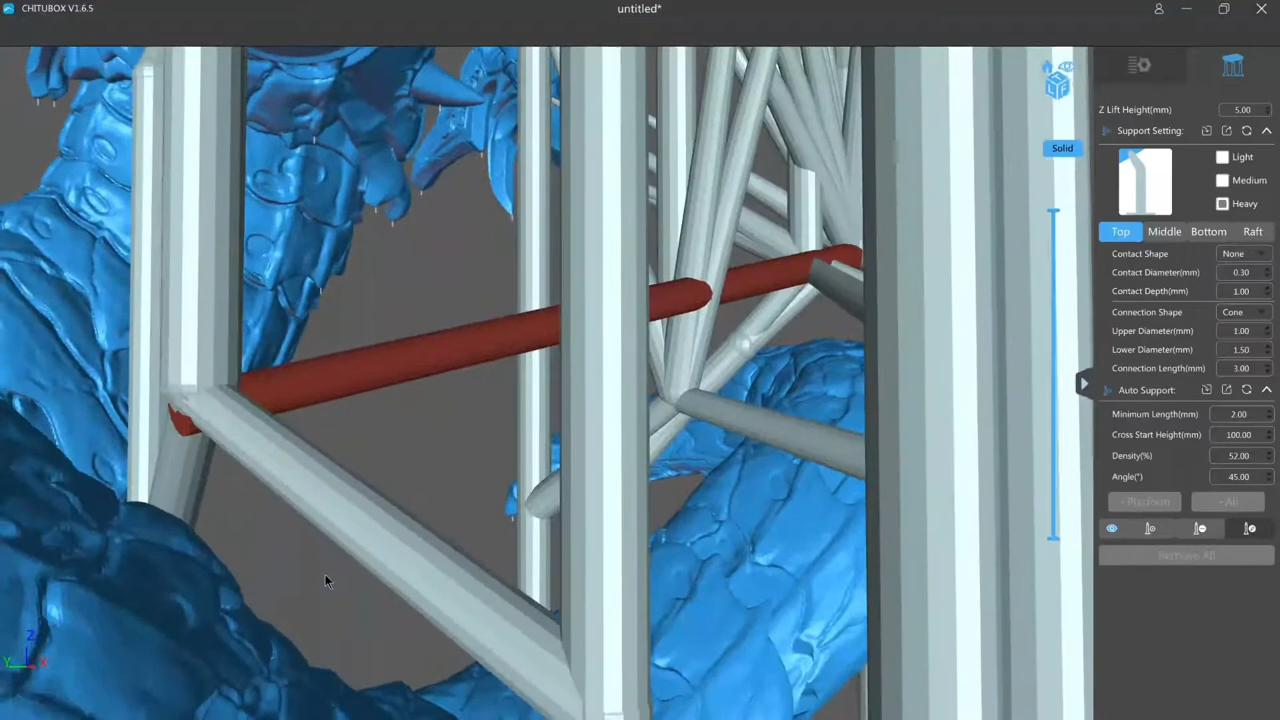 CHITUBOX V1.6.5
untitled*
Z Lift Height(mm) 5.00
Support Setting:
Solid
Light
Medium
Heavy
Top Middle Bottom Raft
Contact Shape None
Contact Diameter(mm) 0.30
Contact Depth(mm) 1.00
Connection Shape Cone
Upper Diameter(mm) 1.00
Lower Diameter(mm) 1.50
Connection Length(mm) 3.00
Auto Support:
Minimum Length(mm) 2.00
Cross Start Height(mm) 100.00
Density(%) 52.00
Angle(°) 45.00
+Platform +All
Remove All
Z
Y X